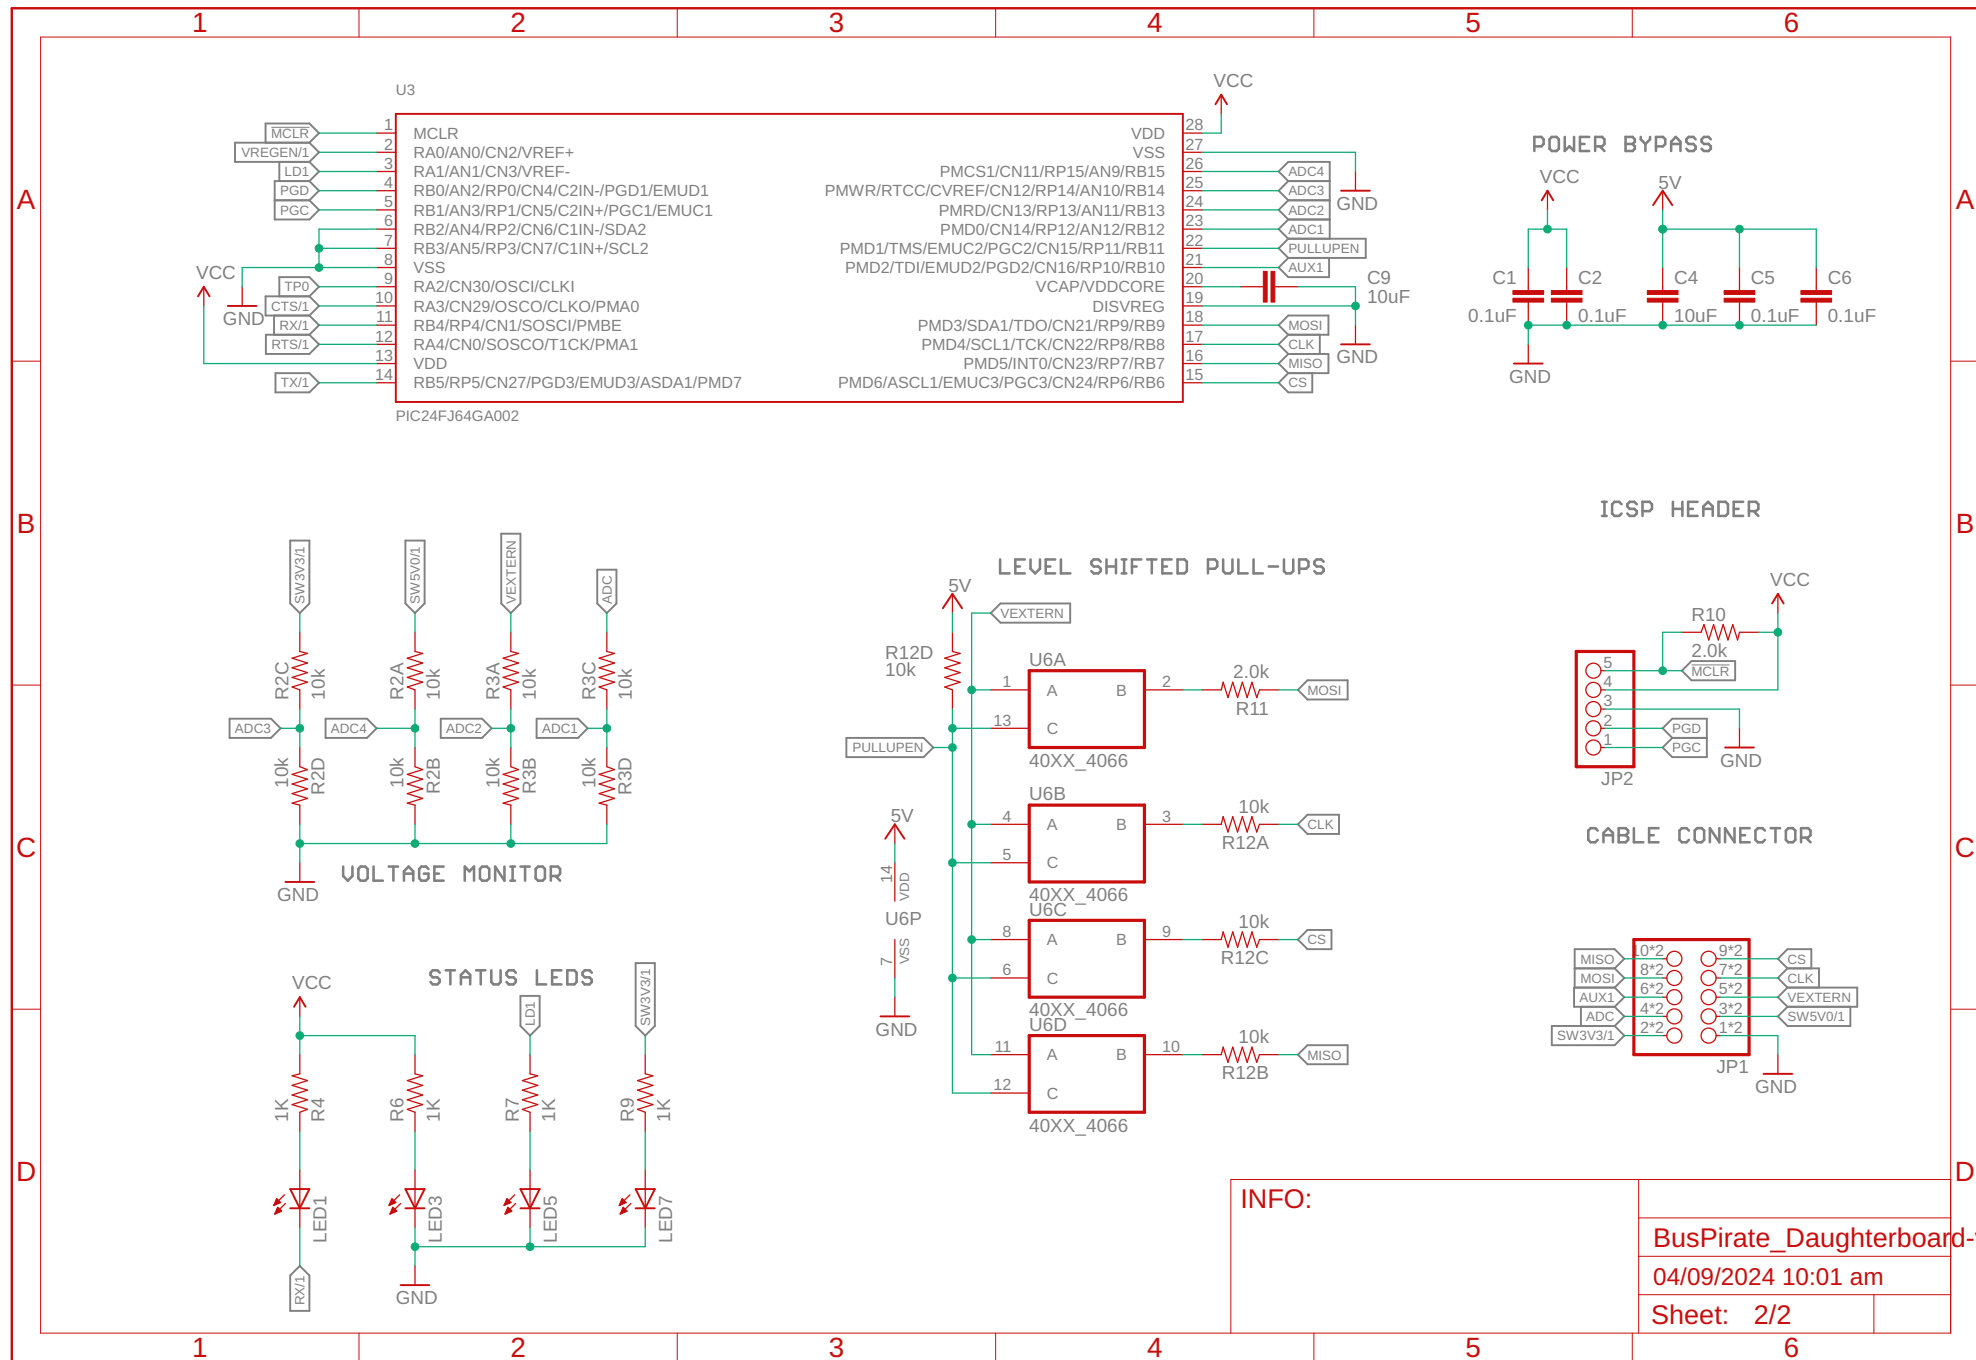 1 2 3 4 5 6
A A
B B
C C
D D
1 2 3 4 5 6
U3
PIC24FJ64GA002
MCLR 1 MCLR
VREGEN/1 2 RA0/AN0/CN2/VREF+
LD1 3 RA1/AN1/CN3/VREF-
PGD 4 RB0/AN2/RP0/CN4/C2IN-/PGD1/EMUD1
PGC 5 RB1/AN3/RP1/CN5/C2IN+/PGC1/EMUC1
6 RB2/AN4/RP2/CN6/C1IN-/SDA2
7 RB3/AN5/RP3/CN7/C1IN+/SCL2
8 VSS
TP0 9 RA2/CN30/OSCI/CLKI
CTS/1 10 RA3/CN29/OSCO/CLKO/PMA0
RX/1 11 RB4/RP4/CN1/SOSCI/PMBE
RTS/1 12 RA4/CN0/SOSCO/T1CK/PMA1
13 VDD
TX/1 14 RB5/RP5/CN27/PGD3/EMUD3/ASDA1/PMD7
VCC
GND
VCC
VDD 28
VSS 27
PMCS1/CN11/RP15/AN9/RB15 26 ADC4
PMWR/RTCC/CVREF/CN12/RP14/AN10/RB14 25 ADC3
PMRD/CN13/RP13/AN11/RB13 24 ADC2
PMD0/CN14/RP12/AN12/RB12 23 ADC1
PMD1/TMS/EMUC2/PGC2/CN15/RP11/RB11 22 PULLUPEN
PMD2/TDI/EMUD2/PGD2/CN16/RP10/RB10 21 AUX1
VCAP/VDDCORE 20
DISVREG 19
PMD3/SDA1/TDO/CN21/RP9/RB9 18 MOSI
PMD4/SCL1/TCK/CN22/RP8/RB8 17 CLK
PMD5/INT0/CN23/RP7/RB7 16 MISO
PMD6/ASCL1/EMUC3/PGC3/CN24/RP6/RB6 15 CS
GND
C9
10uF
GND
POWER BYPASS
VCC 5V
C1 C2 C4 C5 C6
0.1uF 0.1uF 10uF 0.1uF 0.1uF
GND
SW3V3/1 SW5V0/1 VEXTERN ADC
R2C 10k R2A 10k R3A 10k R3C 10k
ADC3 ADC4 ADC2 ADC1
10k R2D 10k R2B 10k R3B 10k R3D
GND
VOLTAGE MONITOR
STATUS LEDS
VCC
LD1 SW3V3/1
1K R4 R6 1K R7 1K R9 1K
LED1 LED3 LED5 LED7
RX/1
GND
LEVEL SHIFTED PULL-UPS
5V
VEXTERN
R12D
10k
PULLUPEN
U6A
1 A B 2
13 C
40XX_4066
2.0k
R11
MOSI
U6B
4 A B 3
5 C
40XX_4066
10k
R12A
CLK
U6C
8 A B 9
6 C
40XX_4066
10k
R12C
CS
U6D
11 A B 10
12 C
40XX_4066
10k
R12B
MISO
5V
14 VDD
U6P
7 VSS
GND
ICSP HEADER
VCC
R10
2.0k
5 MCLR
4
3
2 PGD
1 PGC
JP2
GND
CABLE CONNECTOR
MISO 10*2 9*2 CS
MOSI 8*2 7*2 CLK
AUX1 6*2 5*2 VEXTERN
ADC 4*2 3*2 SW5V0/1
SW3V3/1 2*2 1*2
JP1
GND
INFO:
BusPirate_Daughterboard-
04/09/2024 10:01 am
Sheet: 2/2